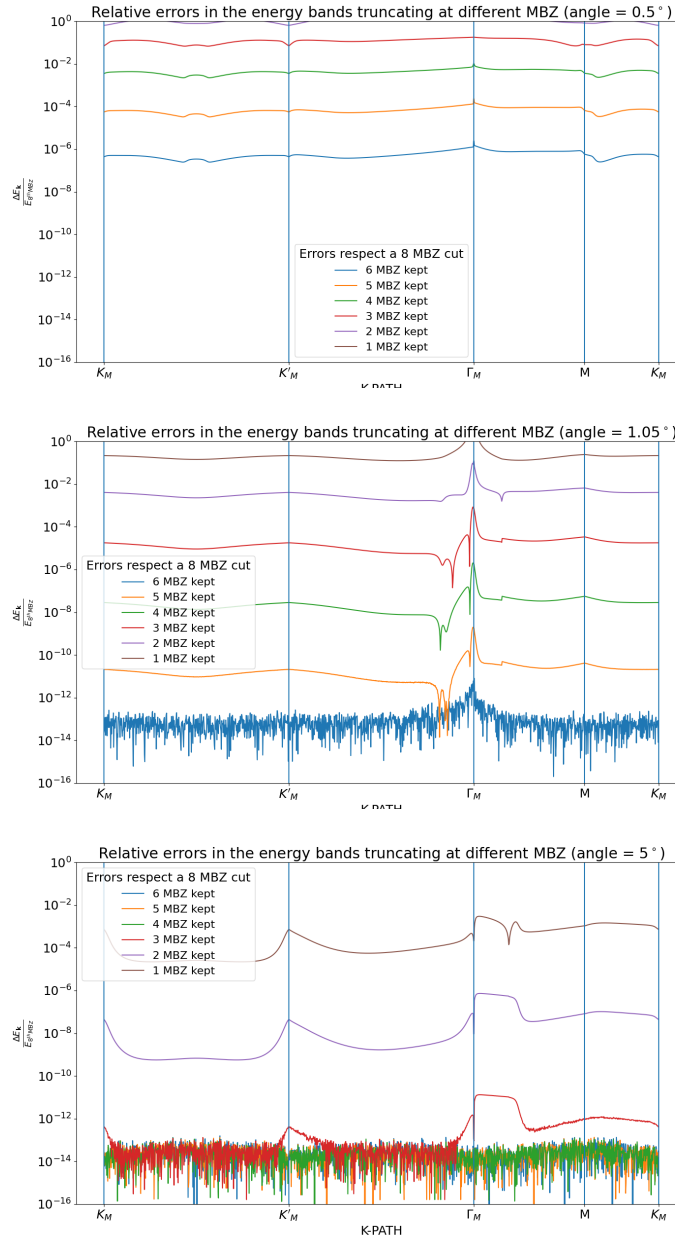 Relative errors in the energy bands truncating at different MBZ (angle = 0.5°)
10^0
10^-2
10^-4
10^-6
10^-8
10^-10
10^-12
10^-14
10^-16
ΔE_k / E_8^th MBZ
Errors respect a 8 MBZ cut
6 MBZ kept
5 MBZ kept
4 MBZ kept
3 MBZ kept
2 MBZ kept
1 MBZ kept
K_M
K'_M
Γ_M
M
K_M
K-PATH
Relative errors in the energy bands truncating at different MBZ (angle = 1.05°)
10^0
10^-2
10^-4
10^-6
10^-8
10^-10
10^-12
10^-14
10^-16
ΔE_k / E_8^th MBZ
Errors respect a 8 MBZ cut
6 MBZ kept
5 MBZ kept
4 MBZ kept
3 MBZ kept
2 MBZ kept
1 MBZ kept
K_M
K'_M
Γ_M
M
K_M
K-PATH
Relative errors in the energy bands truncating at different MBZ (angle = 5°)
10^0
10^-2
10^-4
10^-6
10^-8
10^-10
10^-12
10^-14
10^-16
ΔE_k / E_8^th MBZ
Errors respect a 8 MBZ cut
6 MBZ kept
5 MBZ kept
4 MBZ kept
3 MBZ kept
2 MBZ kept
1 MBZ kept
K_M
K'_M
Γ_M
M
K_M
K-PATH